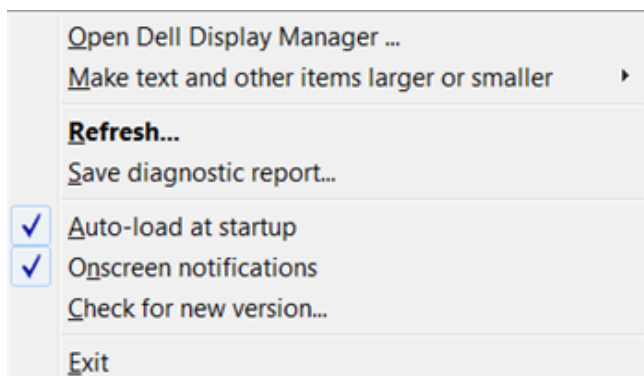 Open Dell Display Manager ...
Make text and other items larger or smaller
Refresh...
Save diagnostic report...
Auto-load at startup
Onscreen notifications
Check for new version...
Exit